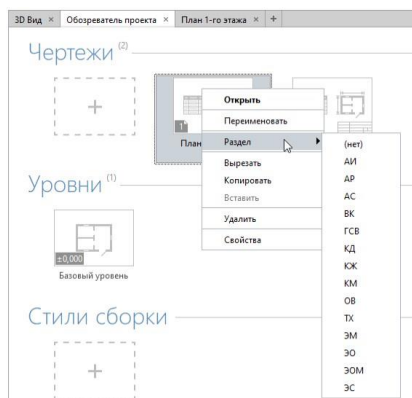 3D Вид × Обозреватель проекта × План 1-го этажа × +
Чертежи (2)
Открыть
Переименовать
1
План
Раздел
Вырезать
Копировать
Вставить
Удалить
Свойства
(нет)
АИ
АР
АС
ВК
ГСВ
КД
КЖ
КМ
ОВ
ТХ
ЭМ
ЭО
ЭОМ
ЭС
Уровни (1)
±0,000
Базовый уровень
Стили сборки